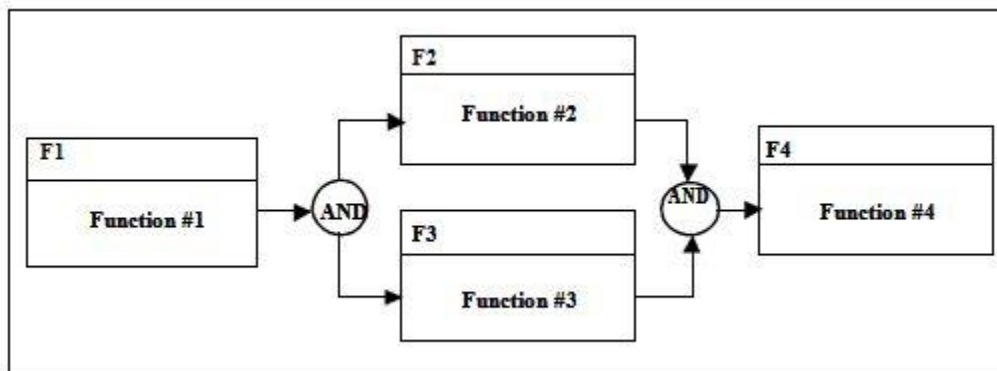 F1
Function #1
AND
F2
Function #2
F3
Function #3
AND
F4
Function #4